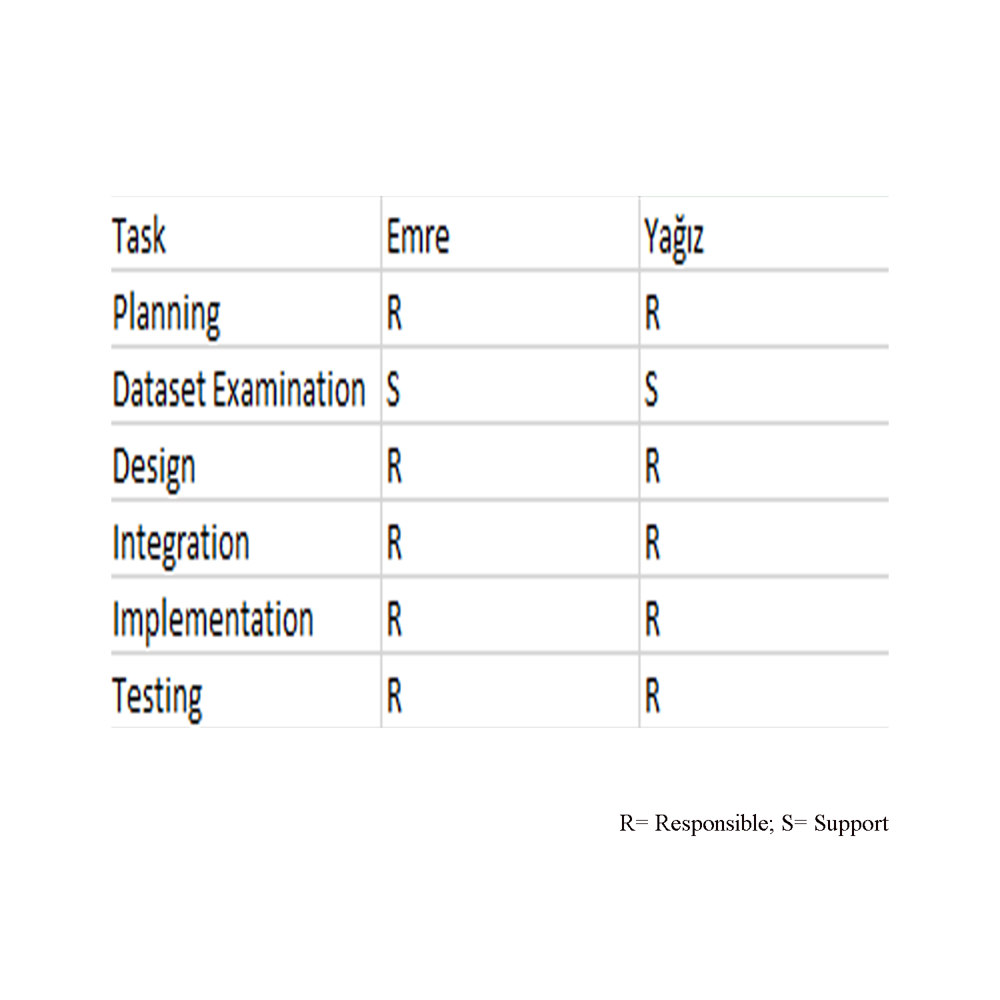 Task Emre Yağız
Planning R R
Dataset Examination S S
Design R R
Integration R R
Implementation R R
Testing R R
R= Responsible; S= Support